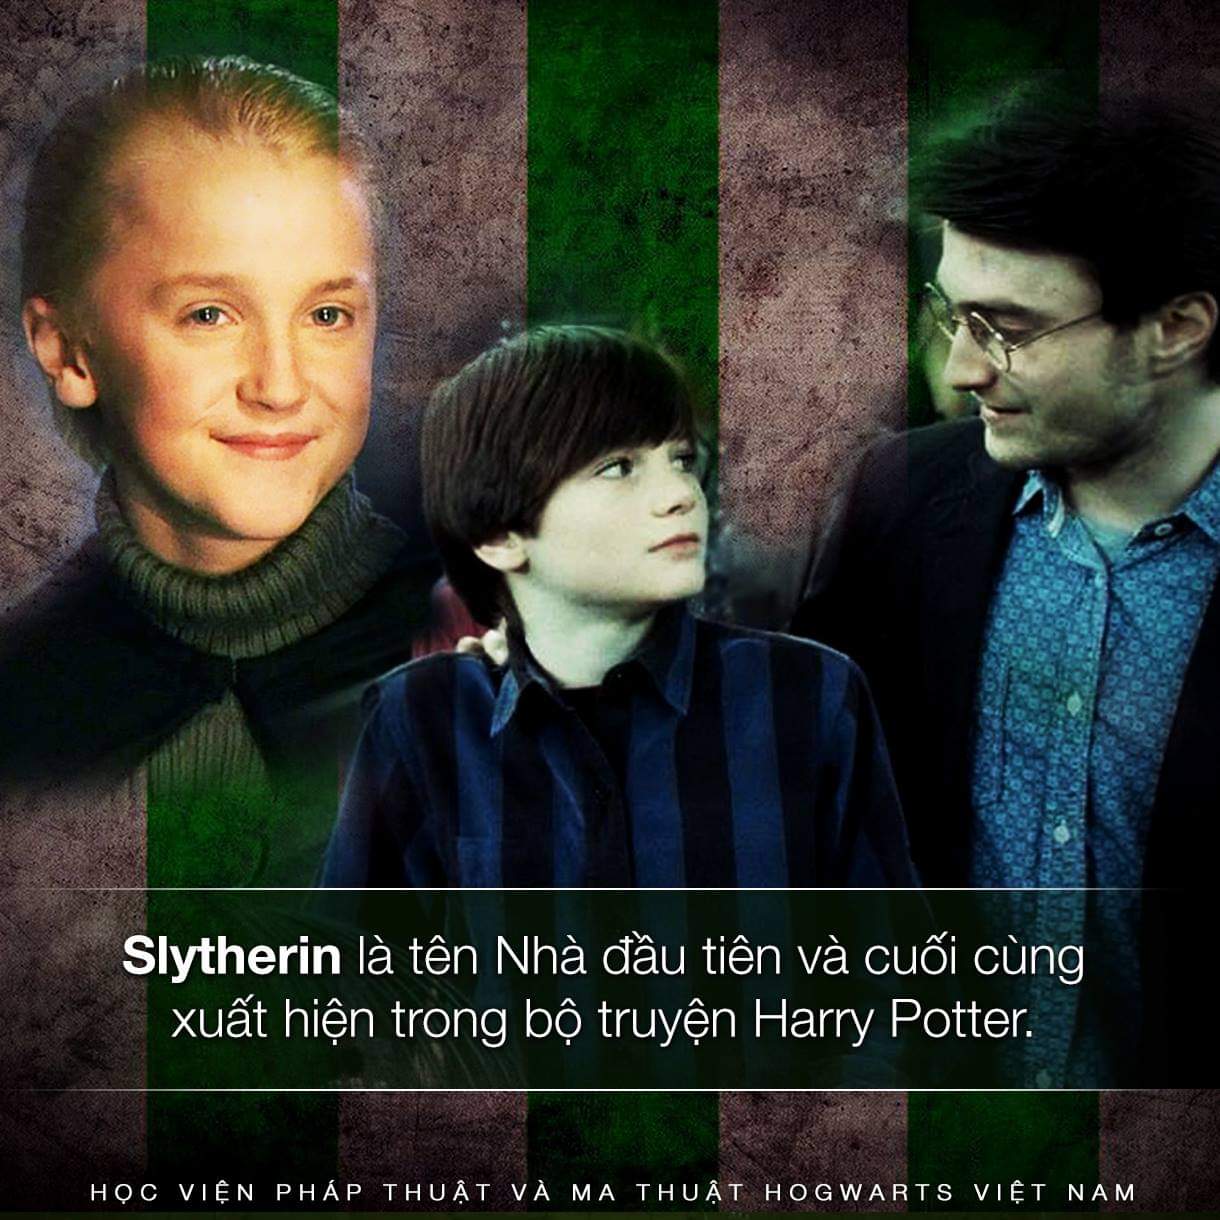 Slytherin là tên Nhà đầu tiên và cuối cùng
xuất hiện trong bộ truyện Harry Potter.
HỌC VIỆN PHÁP THUẬT VÀ MA THUẬT HOGWARTS VIỆT NAM